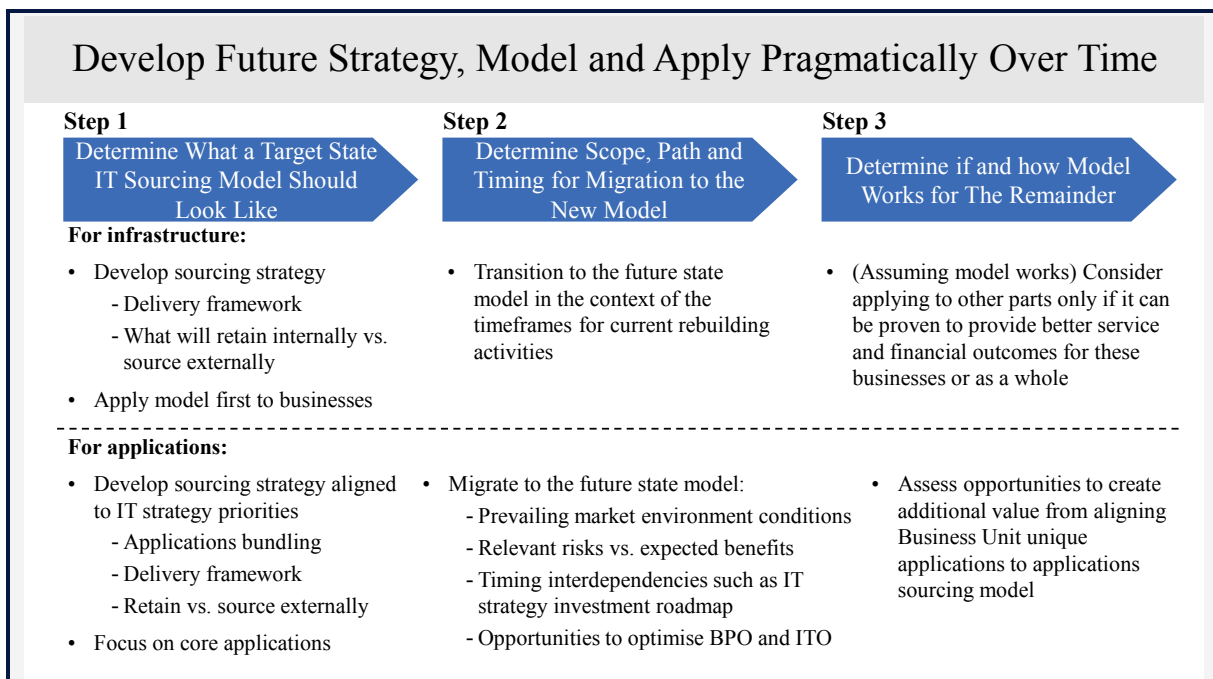 Develop Future Strategy, Model and Apply Pragmatically Over Time
Step 1
Determine What a Target State
IT Sourcing Model Should
Look Like
Step 2
Determine Scope, Path and
Timing for Migration to the
New Model
Step 3
Determine if and how Model
Works for The Remainder
For infrastructure:
• Develop sourcing strategy
- Delivery framework
- What will retain internally vs.
source externally
• Apply model first to businesses
• Transition to the future state
model in the context of the
timeframes for current rebuilding
activities
• (Assuming model works) Consider
applying to other parts only if it can
be proven to provide better service
and financial outcomes for these
businesses or as a whole
For applications:
• Develop sourcing strategy aligned
to IT strategy priorities
- Applications bundling
- Delivery framework
- Retain vs. source externally
• Focus on core applications
• Migrate to the future state model:
- Prevailing market environment conditions
- Relevant risks vs. expected benefits
- Timing interdependencies such as IT
strategy investment roadmap
- Opportunities to optimise BPO and ITO
• Assess opportunities to create
additional value from aligning
Business Unit unique
applications to applications
sourcing model